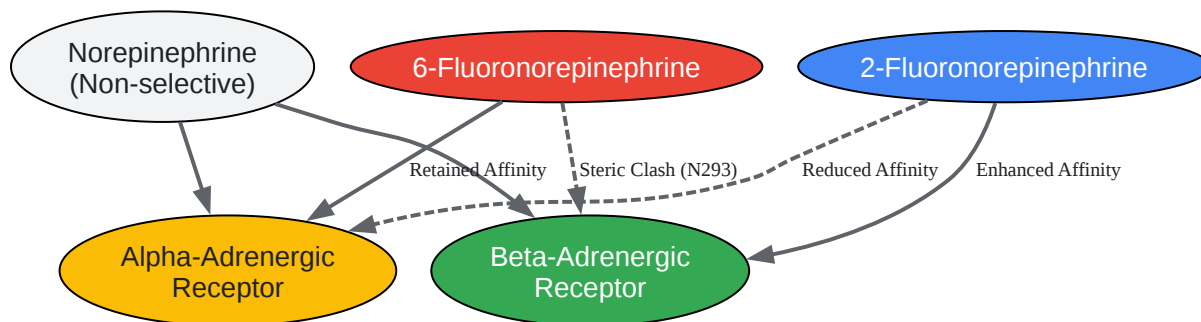 Norepinephrine
(Non-selective)
6-Fluoronorepinephrine
2-Fluoronorepinephrine
Retained Affinity
Steric Clash (N293)
Reduced Affinity
Enhanced Affinity
Alpha-Adrenergic
Receptor
Beta-Adrenergic
Receptor